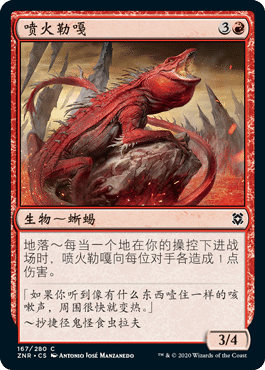 喷火勒嘎 3
生物～蜥蜴
地落～每当一个地在你的操控下进战
场时，喷火勒嘎向每位对手各造成1点
伤害。
「如果你听到像有什么东西噎住一样的咳
嗽声，周围很快就变热。」
～抄捷径鬼怪食虫拉夫
3/4
167/280 C
ZNR • CS ANTONIO JOSÉ MANZANEDO
™ & © 2020 Wizards of the Coast